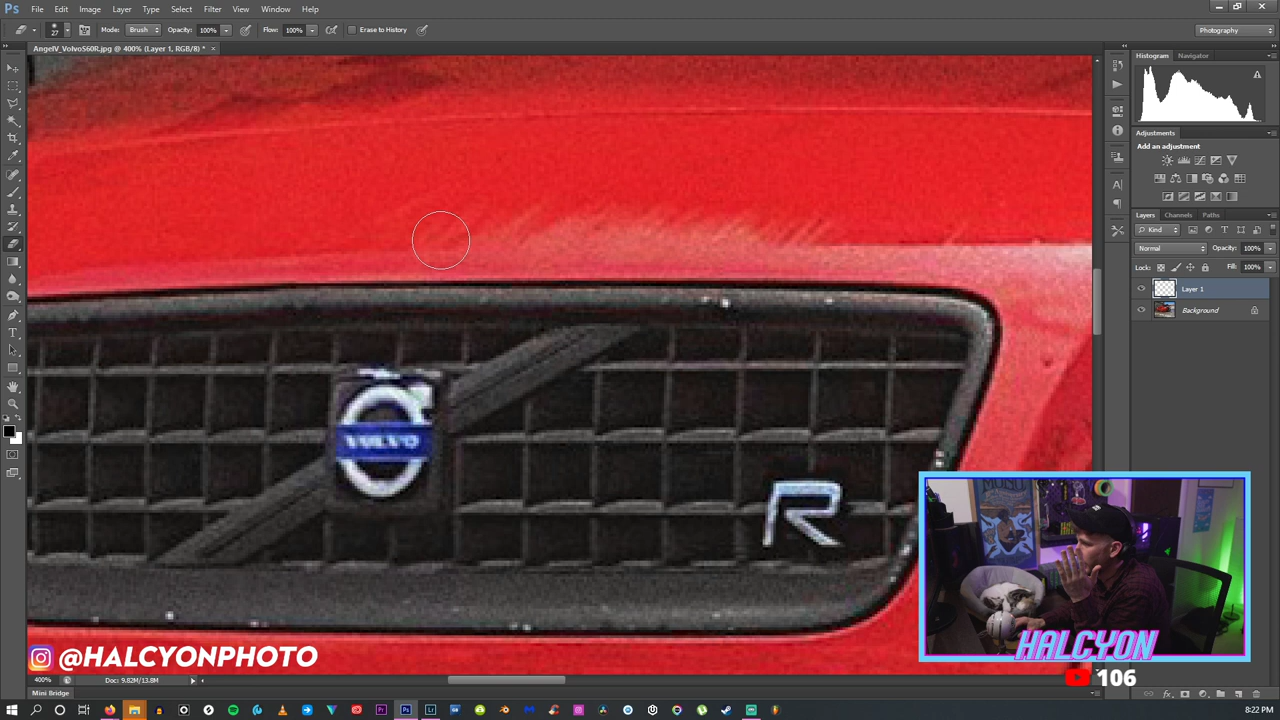 Ps File Edit Image Layer Type Select Filter 3D View Window Help
27 Mode: Brush Opacity: 100% Flow: 100% Erase to History Photography
AngelV_VolvoS60R.jpg @ 400% (Layer 1, RGB/8) * ×
Histogram Navigator
Adjustments
Add an adjustment
Layers Channels Paths
Kind
Normal Opacity: 100%
Lock: Fill: 100%
Layer 1
Background
VOLVO
R
HALCYON
@HALCYONPHOTO
106
400% Doc: 9.82M/13.8M
Mini Bridge
8:22 PM